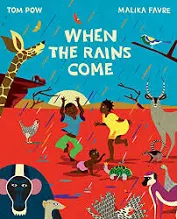 TOM POW
MALIKA FAVRE
WHEN
THE RAINS
COME